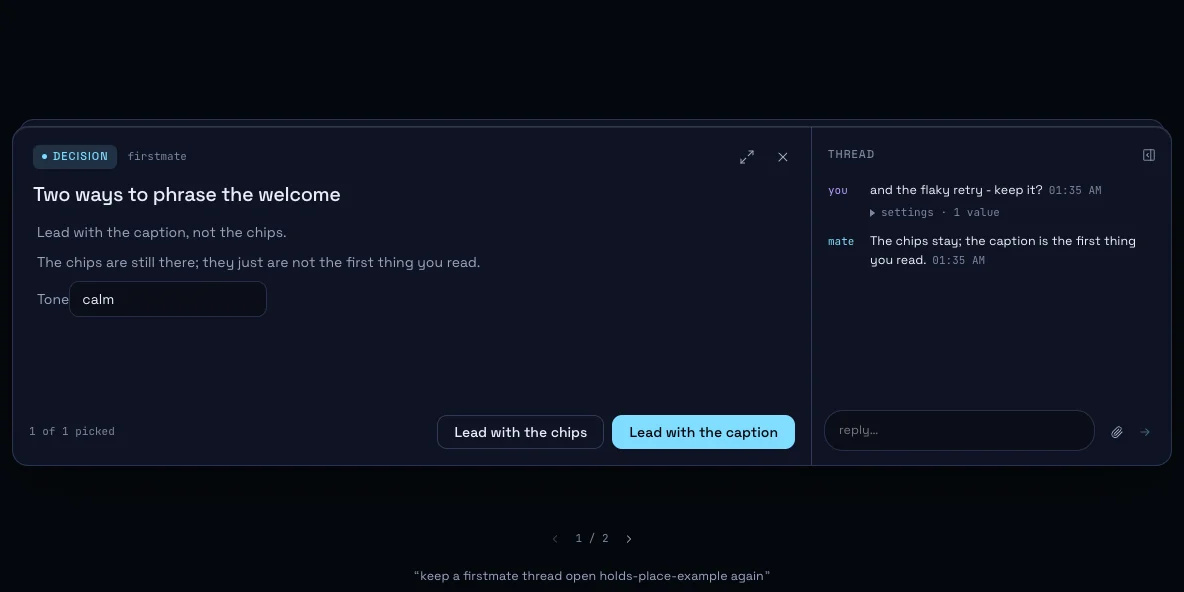 DECISION firstmate
Two ways to phrase the welcome
Lead with the caption, not the chips.
The chips are still there; they just are not the first thing you read.
Tone calm
1 of 1 picked
Lead with the chips
Lead with the caption
THREAD
you and the flaky retry - keep it? 01:35 AM
settings · 1 value
mate The chips stay; the caption is the first thing
you read. 01:35 AM
reply…
1 / 2
“keep a firstmate thread open holds-place-example again”